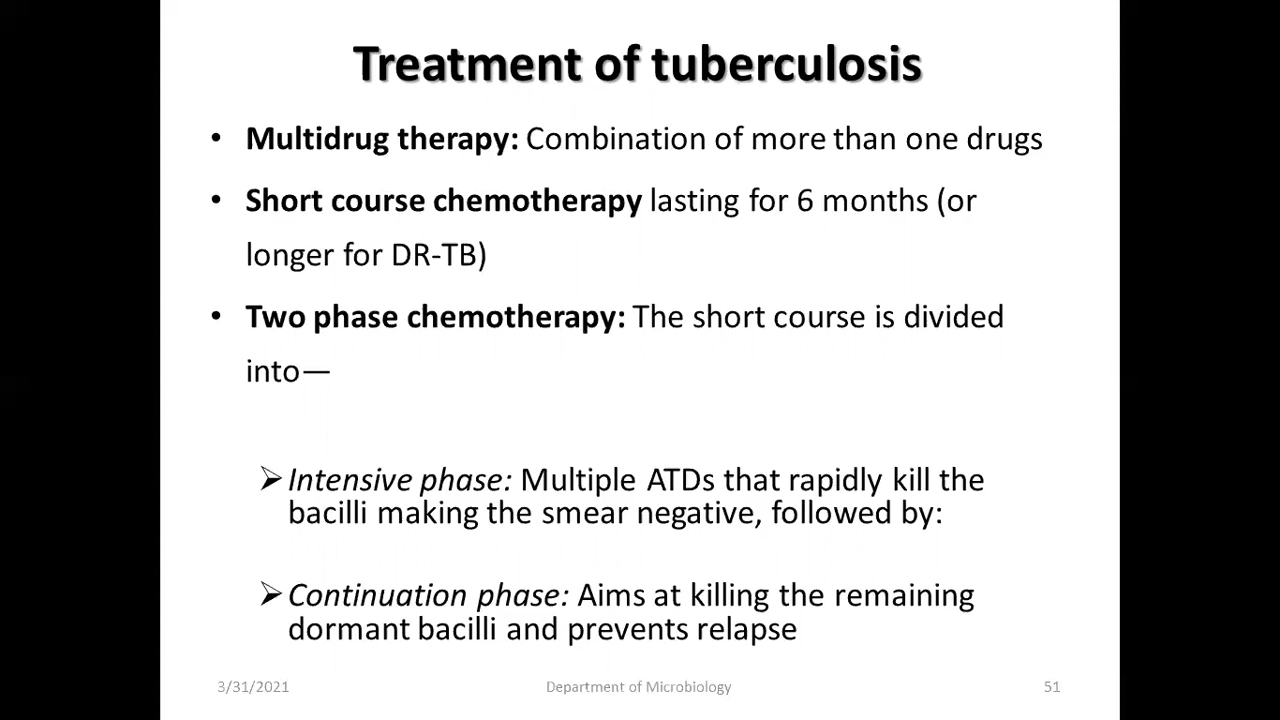 Treatment of tuberculosis
• Multidrug therapy: Combination of more than one drugs
• Short course chemotherapy lasting for 6 months (or
longer for DR-TB)
• Two phase chemotherapy: The short course is divided
into—
➢ Intensive phase: Multiple ATDs that rapidly kill the
bacilli making the smear negative, followed by:
➢ Continuation phase: Aims at killing the remaining
dormant bacilli and prevents relapse
3/31/2021 Department of Microbiology 51